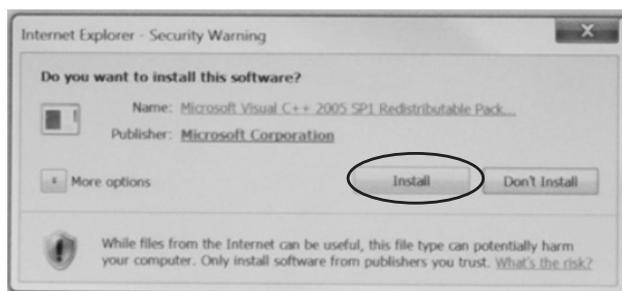 Internet Explorer - Security Warning
X
Do you want to install this software?
Name: Microsoft Visual C++ 2005 SP1 Redistributable Pack...
Publisher: Microsoft Corporation
More options
Install
Don't Install
While files from the Internet can be useful, this file type can potentially harm
your computer. Only install software from publishers you trust. What's the risk?